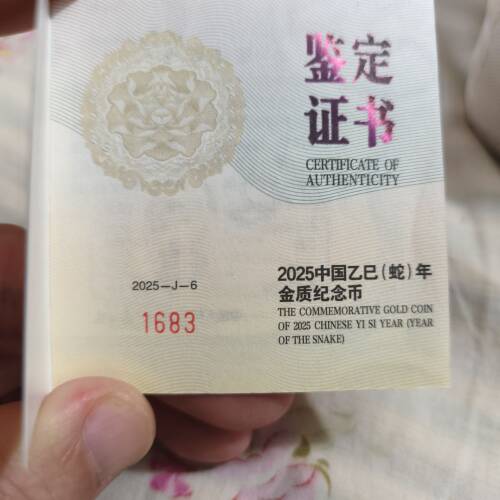 鉴定
证书
CERTIFICATE OF
AUTHENTICITY
2025—J—6
1683
2025中国乙巳(蛇)年
金质纪念币
THE COMMEMORATIVE GOLD COIN
OF 2025 CHINESE YI SI YEAR (YEAR
OF THE SNAKE)